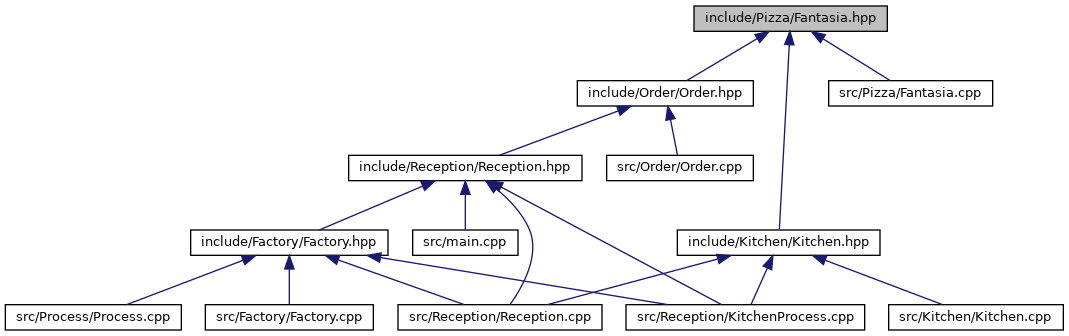 include/Pizza/Fantasia.hpp
include/Order/Order.hpp
src/Pizza/Fantasia.cpp
include/Reception/Reception.hpp
src/Order/Order.cpp
include/Factory/Factory.hpp
src/main.cpp
include/Kitchen/Kitchen.hpp
src/Process/Process.cpp
src/Factory/Factory.cpp
src/Reception/Reception.cpp
src/Reception/KitchenProcess.cpp
src/Kitchen/Kitchen.cpp